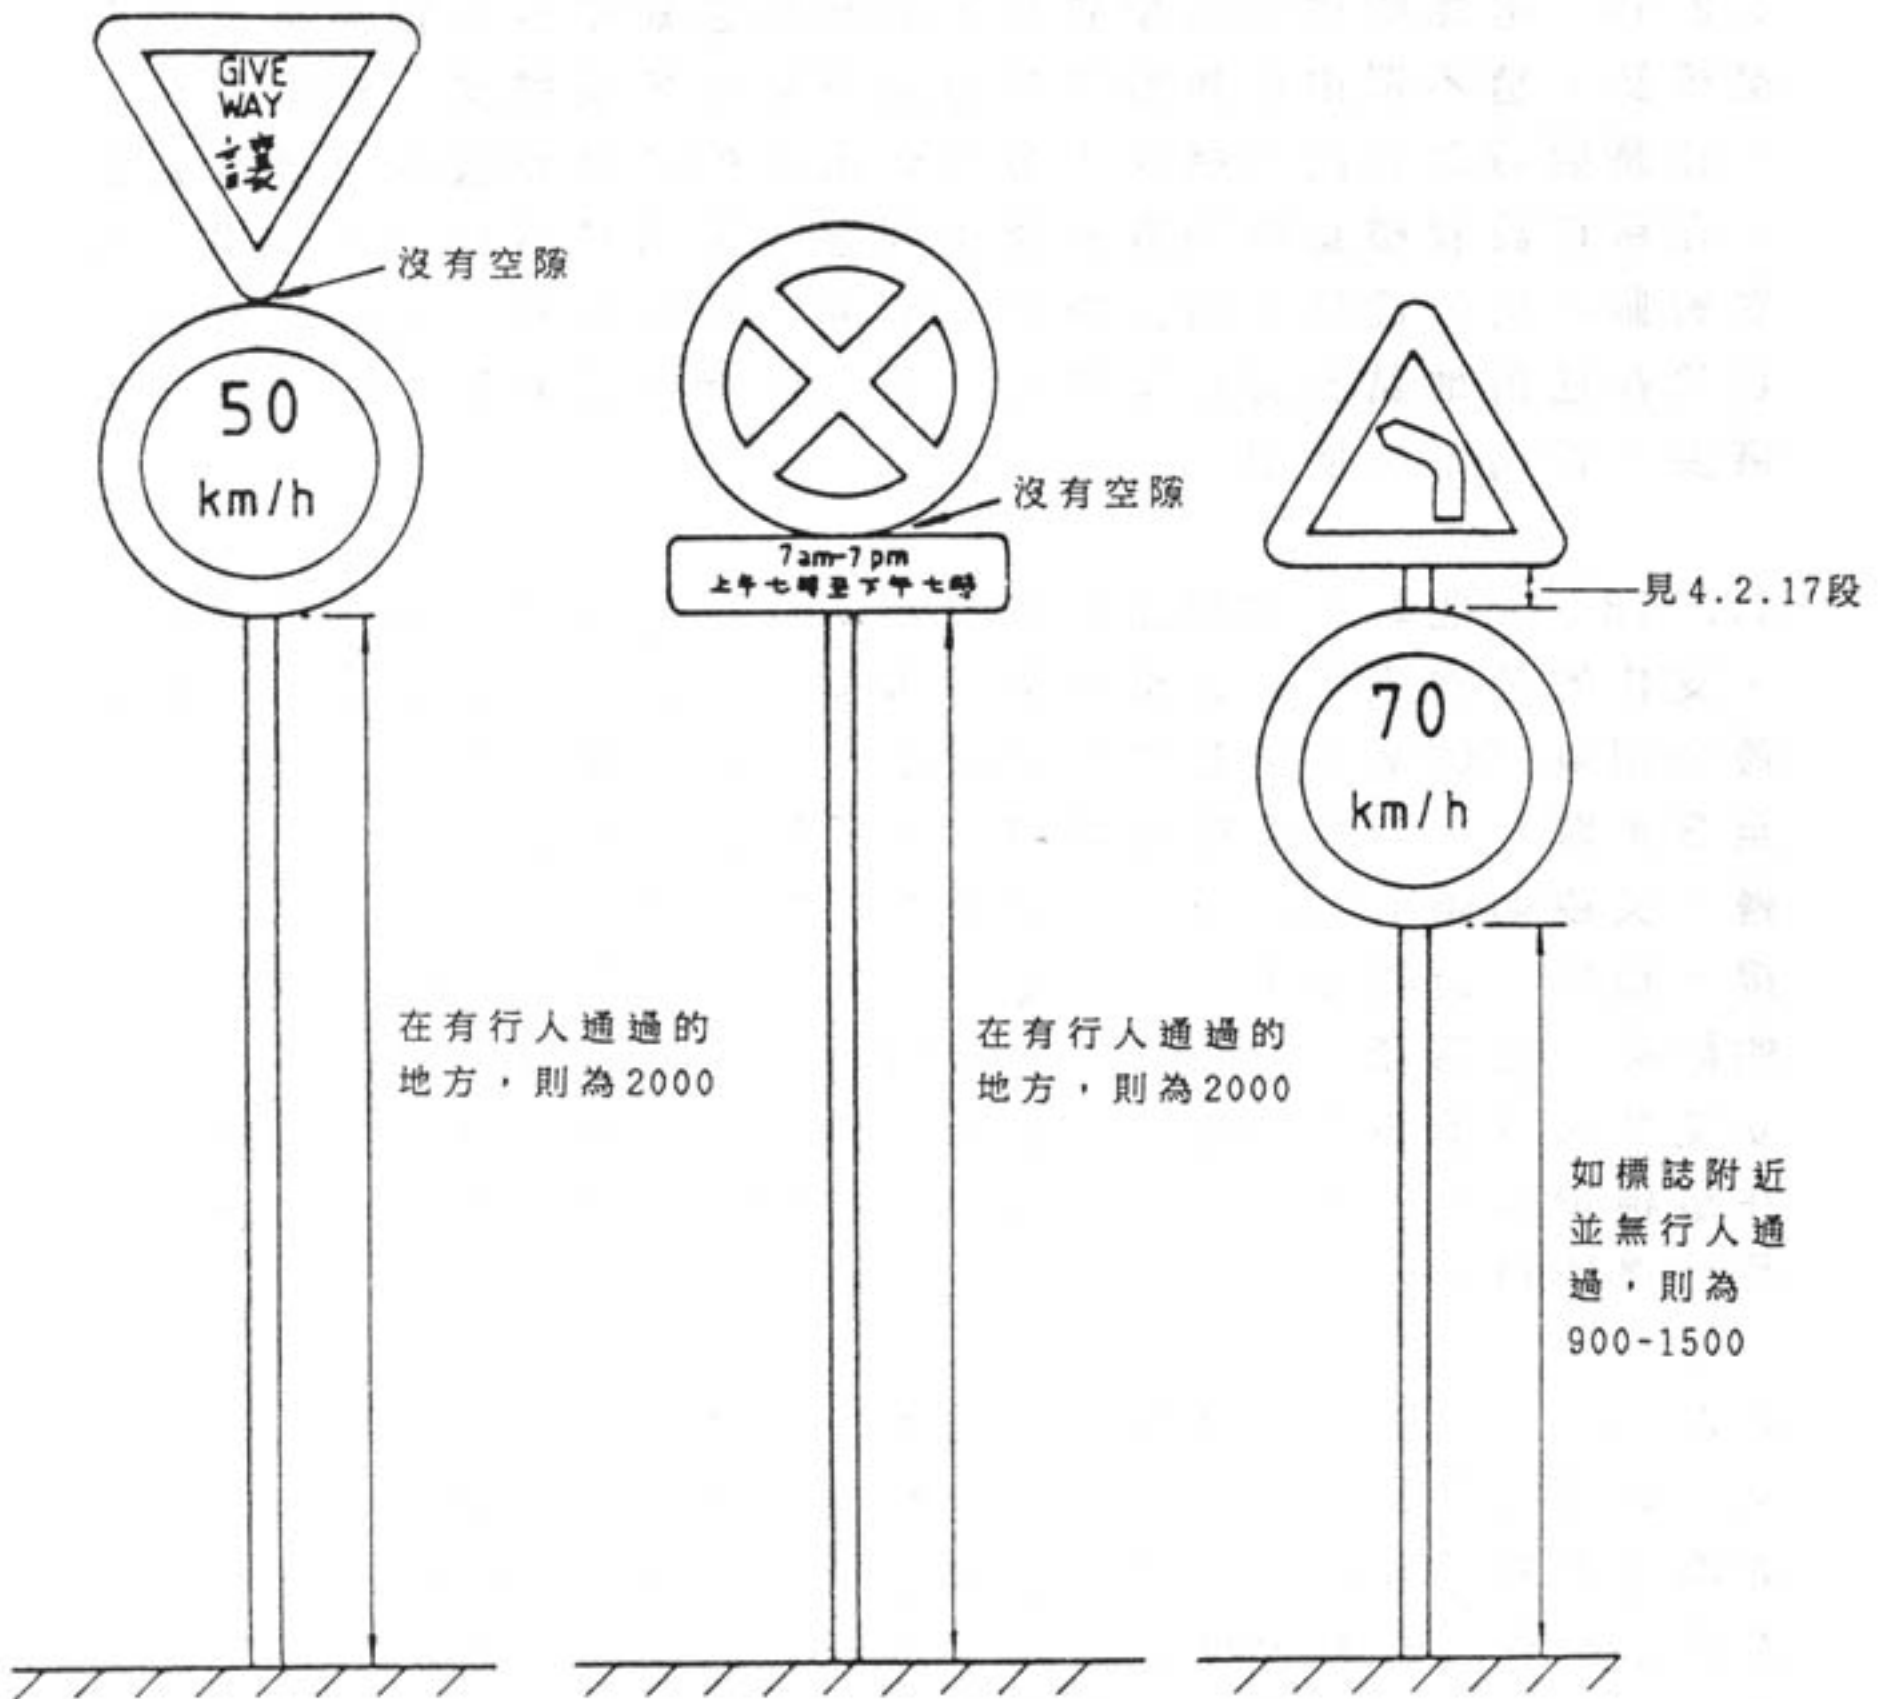 GIVE
WAY
讓
沒有空隙
50
km/h
在有行人通過的
地方，則為2000
沒有空隙
7am-7pm
上午七時至下午七時
在有行人通過的
地方，則為2000
見4.2.17段
70
km/h
如標誌附近
並無行人通
過，則為
900-1500